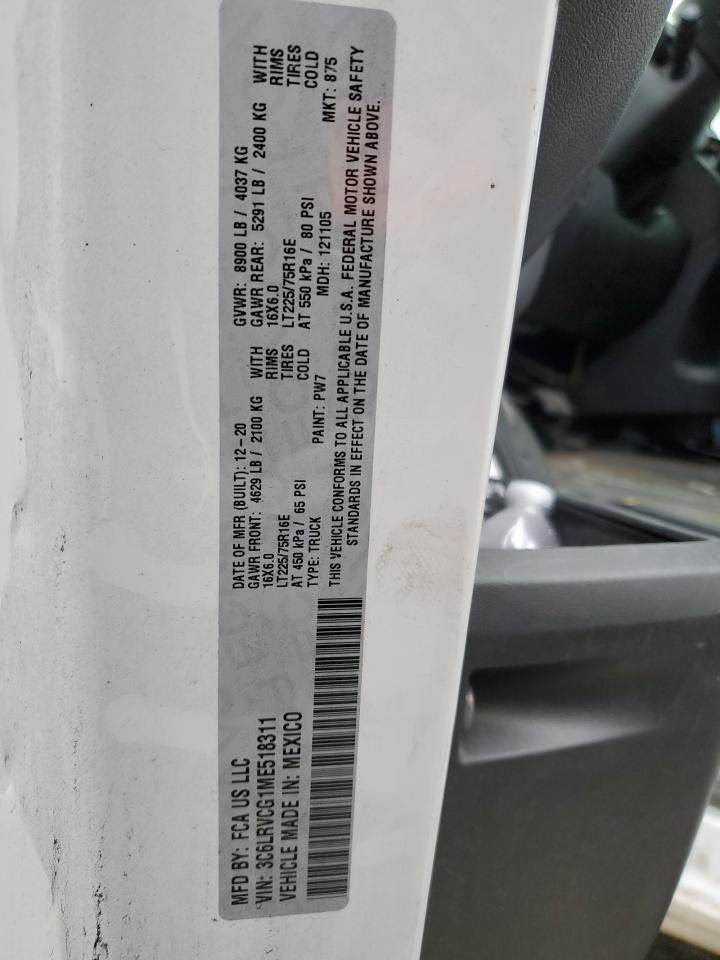 MFD BY: FCA US LLC
VIN: 3C6LRVCG1ME518311
VEHICLE MADE IN: MEXICO
DATE OF MFR (BUILT): 12-20 GVWR: 8900 LB / 4037 KG
GAWR FRONT: 4629 LB / 2100 KG WITH GAWR REAR: 5291 LB / 2400 KG WITH
16X6.0 RIMS 16X6.0 RIMS
LT225/75R16E TIRES LT225/75R16E TIRES
AT 450 kPa / 65 PSI COLD AT 550 kPa / 80 PSI COLD
TYPE: TRUCK PAINT: PW7 MDH: 121105 MKT: 875
THIS VEHICLE CONFORMS TO ALL APPLICABLE U.S.A. FEDERAL MOTOR VEHICLE SAFETY
STANDARDS IN EFFECT ON THE DATE OF MANUFACTURE SHOWN ABOVE.